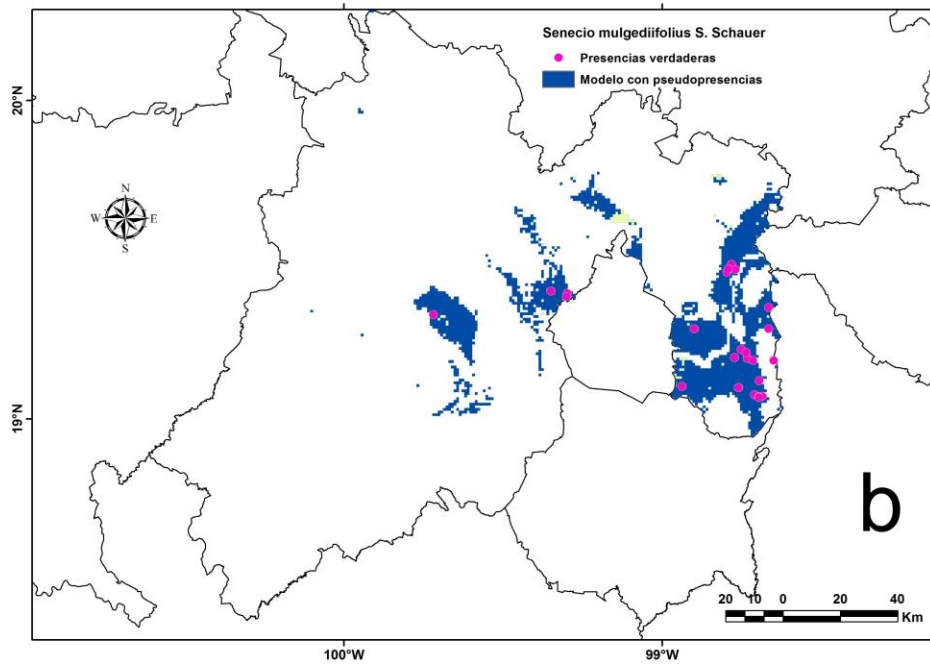 Senecio mulgediifolius S. Schauer
Presencias verdaderas
Modelo con pseudopresencias
20°N
N
W E
S
19°N
b
20 10 0 20 40
Km
100°W 99°W